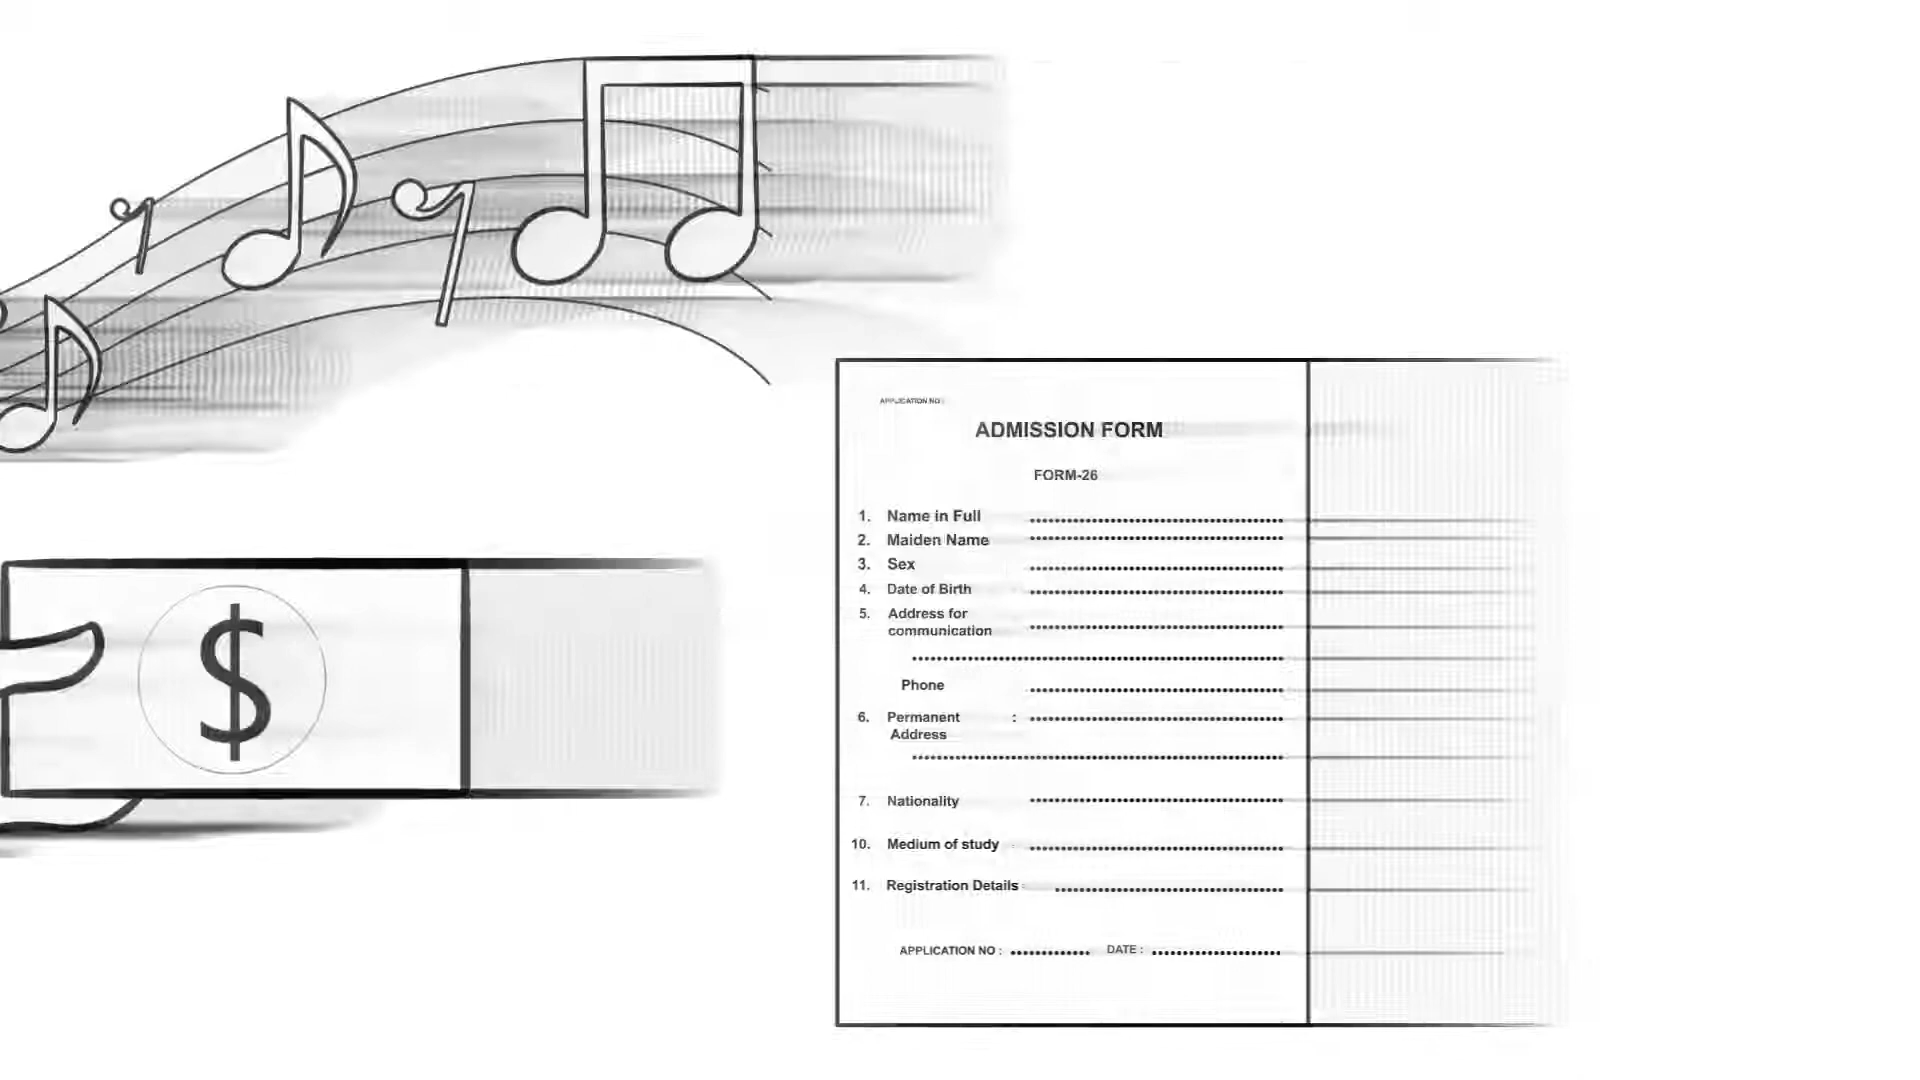 $
APPLICATION NO :
ADMISSION FORM
FORM-26
1. Name in Full
2. Maiden Name
3. Sex
4. Date of Birth
5. Address for
communication
Phone
6. Permanent :
Address
7. Nationality
10. Medium of study
11. Registration Details
APPLICATION NO : DATE :